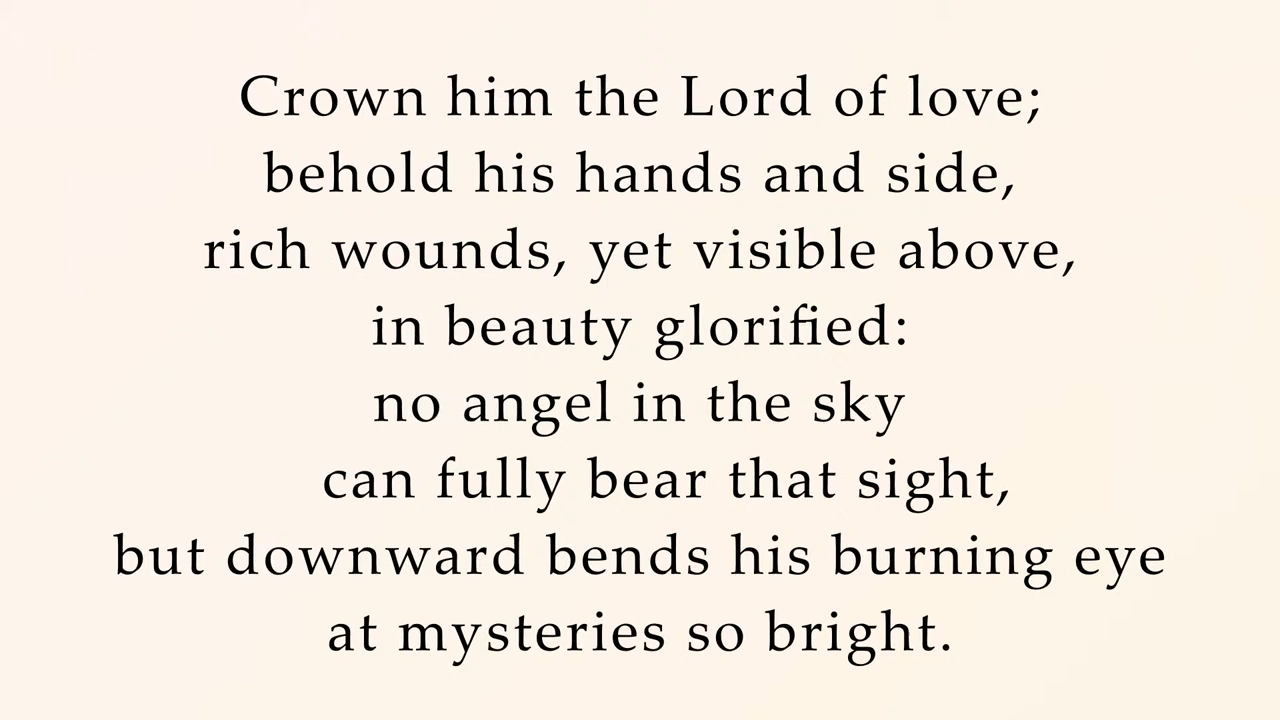 Crown him the Lord of love;
behold his hands and side,
rich wounds, yet visible above,
in beauty glorified:
no angel in the sky
can fully bear that sight,
but downward bends his burning eye
at mysteries so bright.